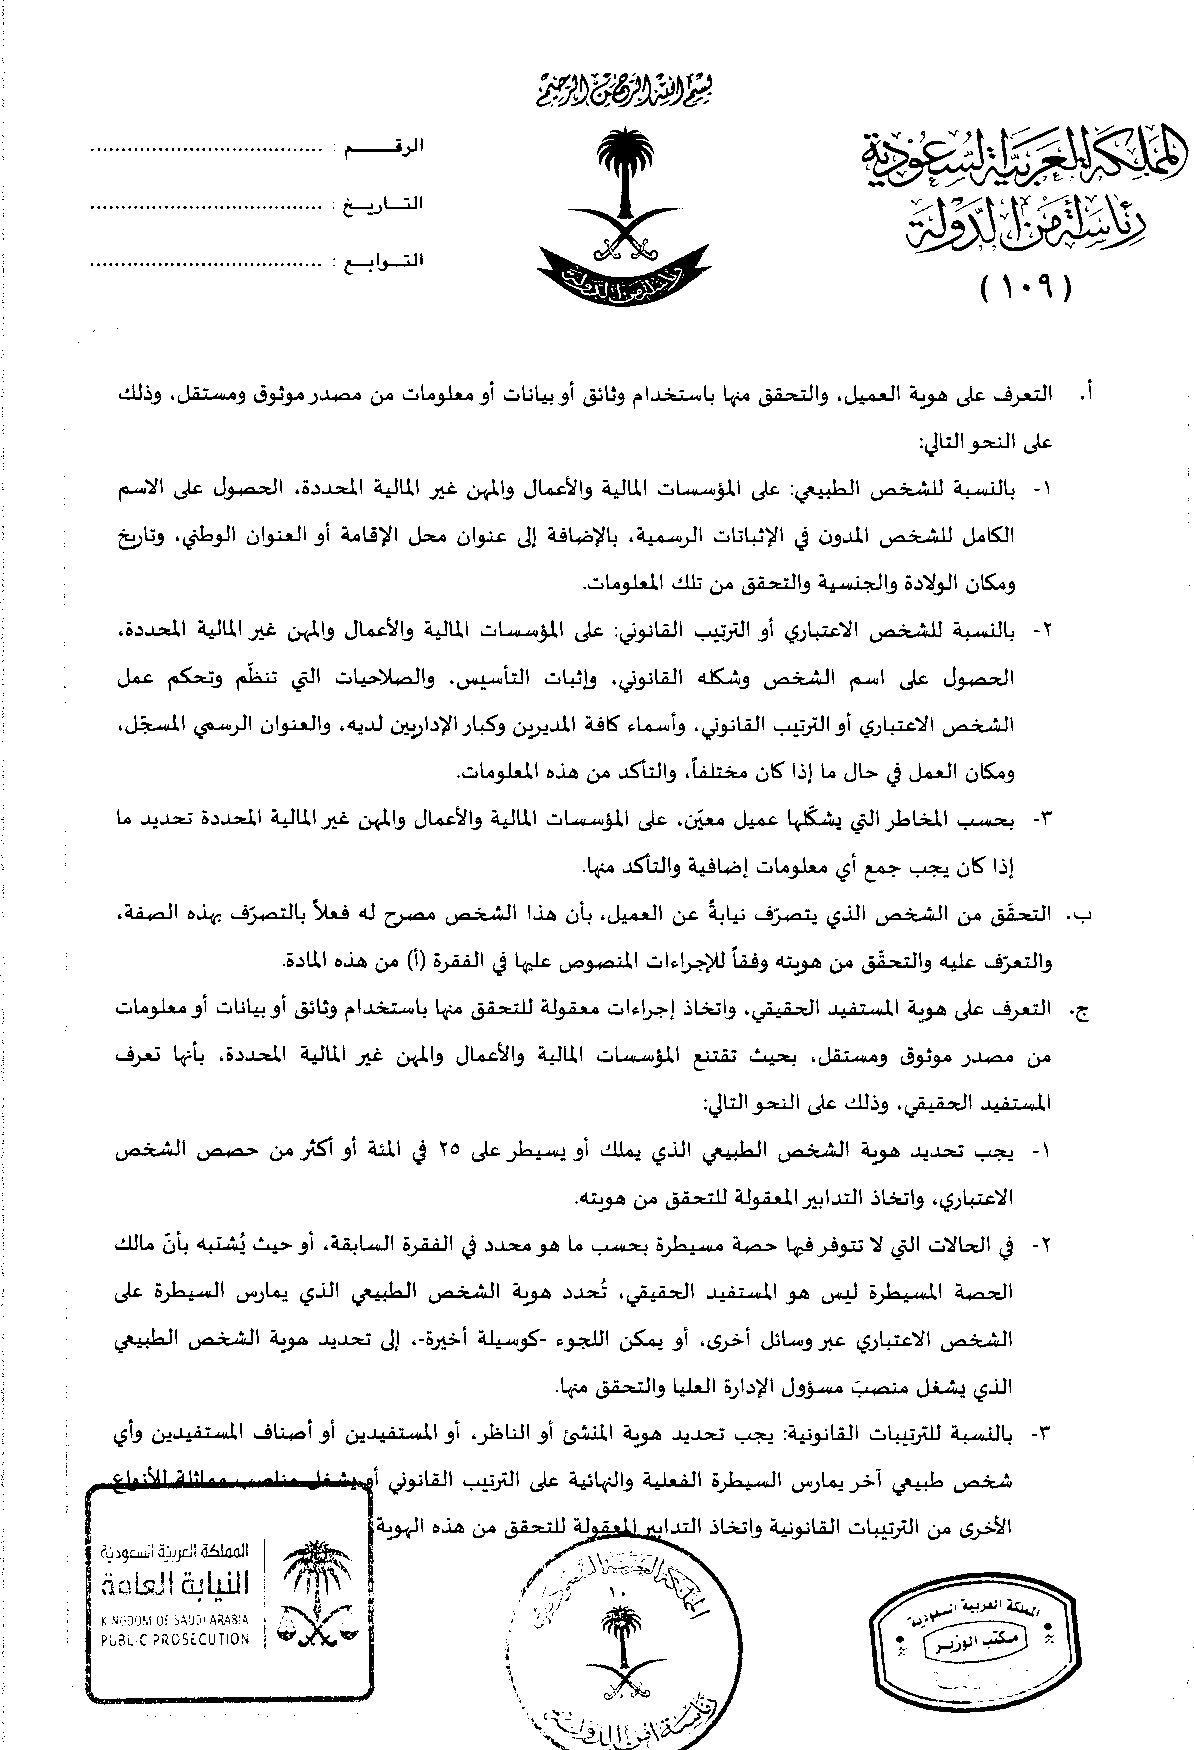 بسم الله الرحمن الرحيم
المملكة العربية السعودية
رئاسة أمن الدولة
(١٠٩)
الرقـــــم : ......................................
التـــاريـــخ : ......................................
التــوابــع : ......................................
رئاسة أمن الدولة
أ. التعرف على هوية العميل، والتحقق منها باستخدام وثائق أو بيانات أو معلومات من مصدر موثوق ومستقل، وذلك
على النحو التالي:
١- بالنسبة للشخص الطبيعي: على المؤسسات المالية والأعمال والمهن غير المالية المحددة، الحصول على الاسم
الكامل للشخص المدون في الإثباتات الرسمية، بالإضافة إلى عنوان محل الإقامة أو العنوان الوطني، وتاريخ
ومكان الولادة والجنسية والتحقق من تلك المعلومات.
٢- بالنسبة للشخص الاعتباري أو الترتيب القانوني: على المؤسسات المالية والأعمال والمهن غير المالية المحددة،
الحصول على اسم الشخص وشكله القانوني، وإثبات التأسيس، والصلاحيات التي تنظّم وتحكم عمل
الشخص الاعتباري أو الترتيب القانوني، وأسماء كافة المديرين وكبار الإداريين لديه، والعنوان الرسمي المسجّل،
ومكان العمل في حال ما إذا كان مختلفاً، والتأكد من هذه المعلومات.
٣- بحسب المخاطر التي يشكّلها عميل معيّن، على المؤسسات المالية والأعمال والمهن غير المالية المحددة تحديد ما
إذا كان يجب جمع أي معلومات إضافية والتأكد منها.
ب. التحقّق من الشخص الذي يتصرّف نيابةً عن العميل، بأن هذا الشخص مصرح له فعلاً بالتصرّف بهذه الصفة،
والتعرّف عليه والتحقّق من هويته وفقاً للإجراءات المنصوص عليها في الفقرة (أ) من هذه المادة.
ج. التعرف على هوية المستفيد الحقيقي، واتخاذ إجراءات معقولة للتحقق منها باستخدام وثائق أو بيانات أو معلومات
من مصدر موثوق ومستقل، بحيث تقتنع المؤسسات المالية والأعمال والمهن غير المالية المحددة، بأنها تعرف
المستفيد الحقيقي، وذلك على النحو التالي:
١- يجب تحديد هوية الشخص الطبيعي الذي يملك أو يسيطر على ٢٥ في المئة أو أكثر من حصص الشخص
الاعتباري، واتخاذ التدابير المعقولة للتحقق من هويته.
٢- في الحالات التي لا تتوفر فيها حصة مسيطرة بحسب ما هو محدد في الفقرة السابقة، أو حيث يُشتبه بأنّ مالك
الحصة المسيطرة ليس هو المستفيد الحقيقي، تُحدد هوية الشخص الطبيعي الذي يمارس السيطرة على
الشخص الاعتباري عبر وسائل أخرى، أو يمكن اللجوء -كوسيلة أخيرة-، إلى تحديد هوية الشخص الطبيعي
الذي يشغل منصبَ مسؤول الإدارة العليا والتحقق منها.
٣- بالنسبة للترتيبات القانونية: يجب تحديد هوية المنشئ أو الناظر، أو المستفيدين أو أصناف المستفيدين وأي
شخص طبيعي آخر يمارس السيطرة الفعلية والنهائية على الترتيب القانوني أو يشغل مناصب مماثلة للأنواع
الأخرى من الترتيبات القانونية واتخاذ التدابير المعقولة للتحقق من هذه الهوية
المملكة العربية السعودية
مكتب الوزير
المملكة العربية السعودية
١٠
رئاسة أمن الدولة
المملكة العربية السعودية
النيابة العامة
KINGDOM OF SAUDI ARABIA
PUBLIC PROSECUTION